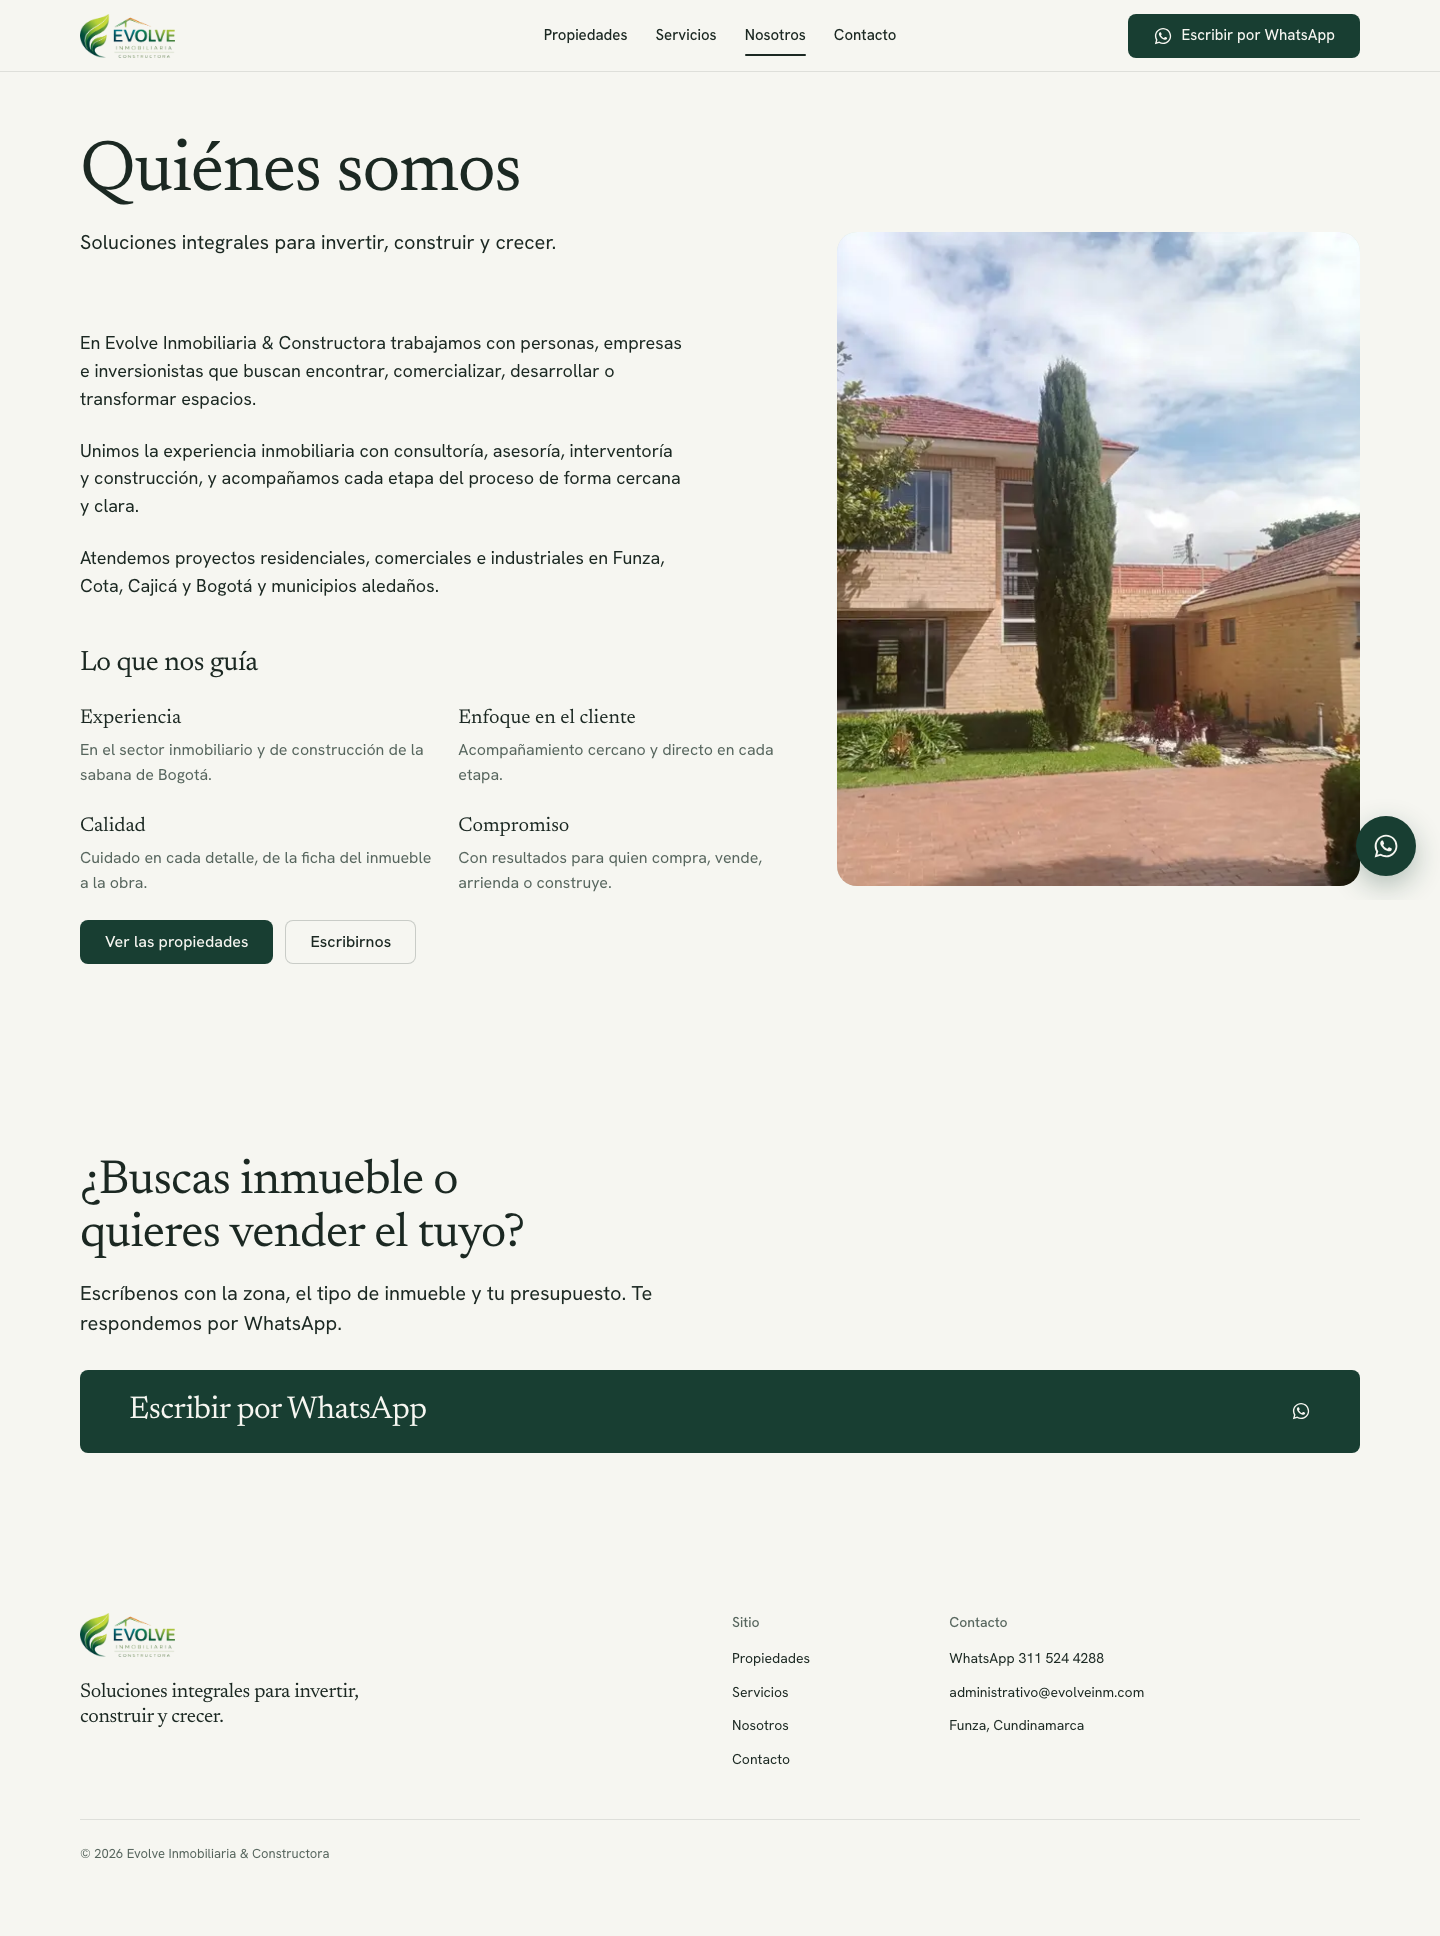 EVOLVE
INMOBILIARIA
CONSTRUCTORA
Propiedades
Servicios
Nosotros
Contacto
Escribir por WhatsApp
Quiénes somos
Soluciones integrales para invertir, construir y crecer.
En Evolve Inmobiliaria & Constructora trabajamos con personas, empresas
e inversionistas que buscan encontrar, comercializar, desarrollar o
transformar espacios.
Unimos la experiencia inmobiliaria con consultoría, asesoría, interventoría
y construcción, y acompañamos cada etapa del proceso de forma cercana
y clara.
Atendemos proyectos residenciales, comerciales e industriales en Funza,
Cota, Cajicá y Bogotá y municipios aledaños.
Lo que nos guía
Experiencia
En el sector inmobiliario y de construcción de la
sabana de Bogotá.
Enfoque en el cliente
Acompañamiento cercano y directo en cada
etapa.
Calidad
Cuidado en cada detalle, de la ficha del inmueble
a la obra.
Compromiso
Con resultados para quien compra, vende,
arrienda o construye.
Ver las propiedades
Escribirnos
¿Buscas inmueble o
quieres vender el tuyo?
Escríbenos con la zona, el tipo de inmueble y tu presupuesto. Te
respondemos por WhatsApp.
Escribir por WhatsApp
EVOLVE
INMOBILIARIA
CONSTRUCTORA
Soluciones integrales para invertir,
construir y crecer.
Sitio
Propiedades
Servicios
Nosotros
Contacto
Contacto
WhatsApp 311 524 4288
administrativo@evolveinm.com
Funza, Cundinamarca
© 2026 Evolve Inmobiliaria & Constructora